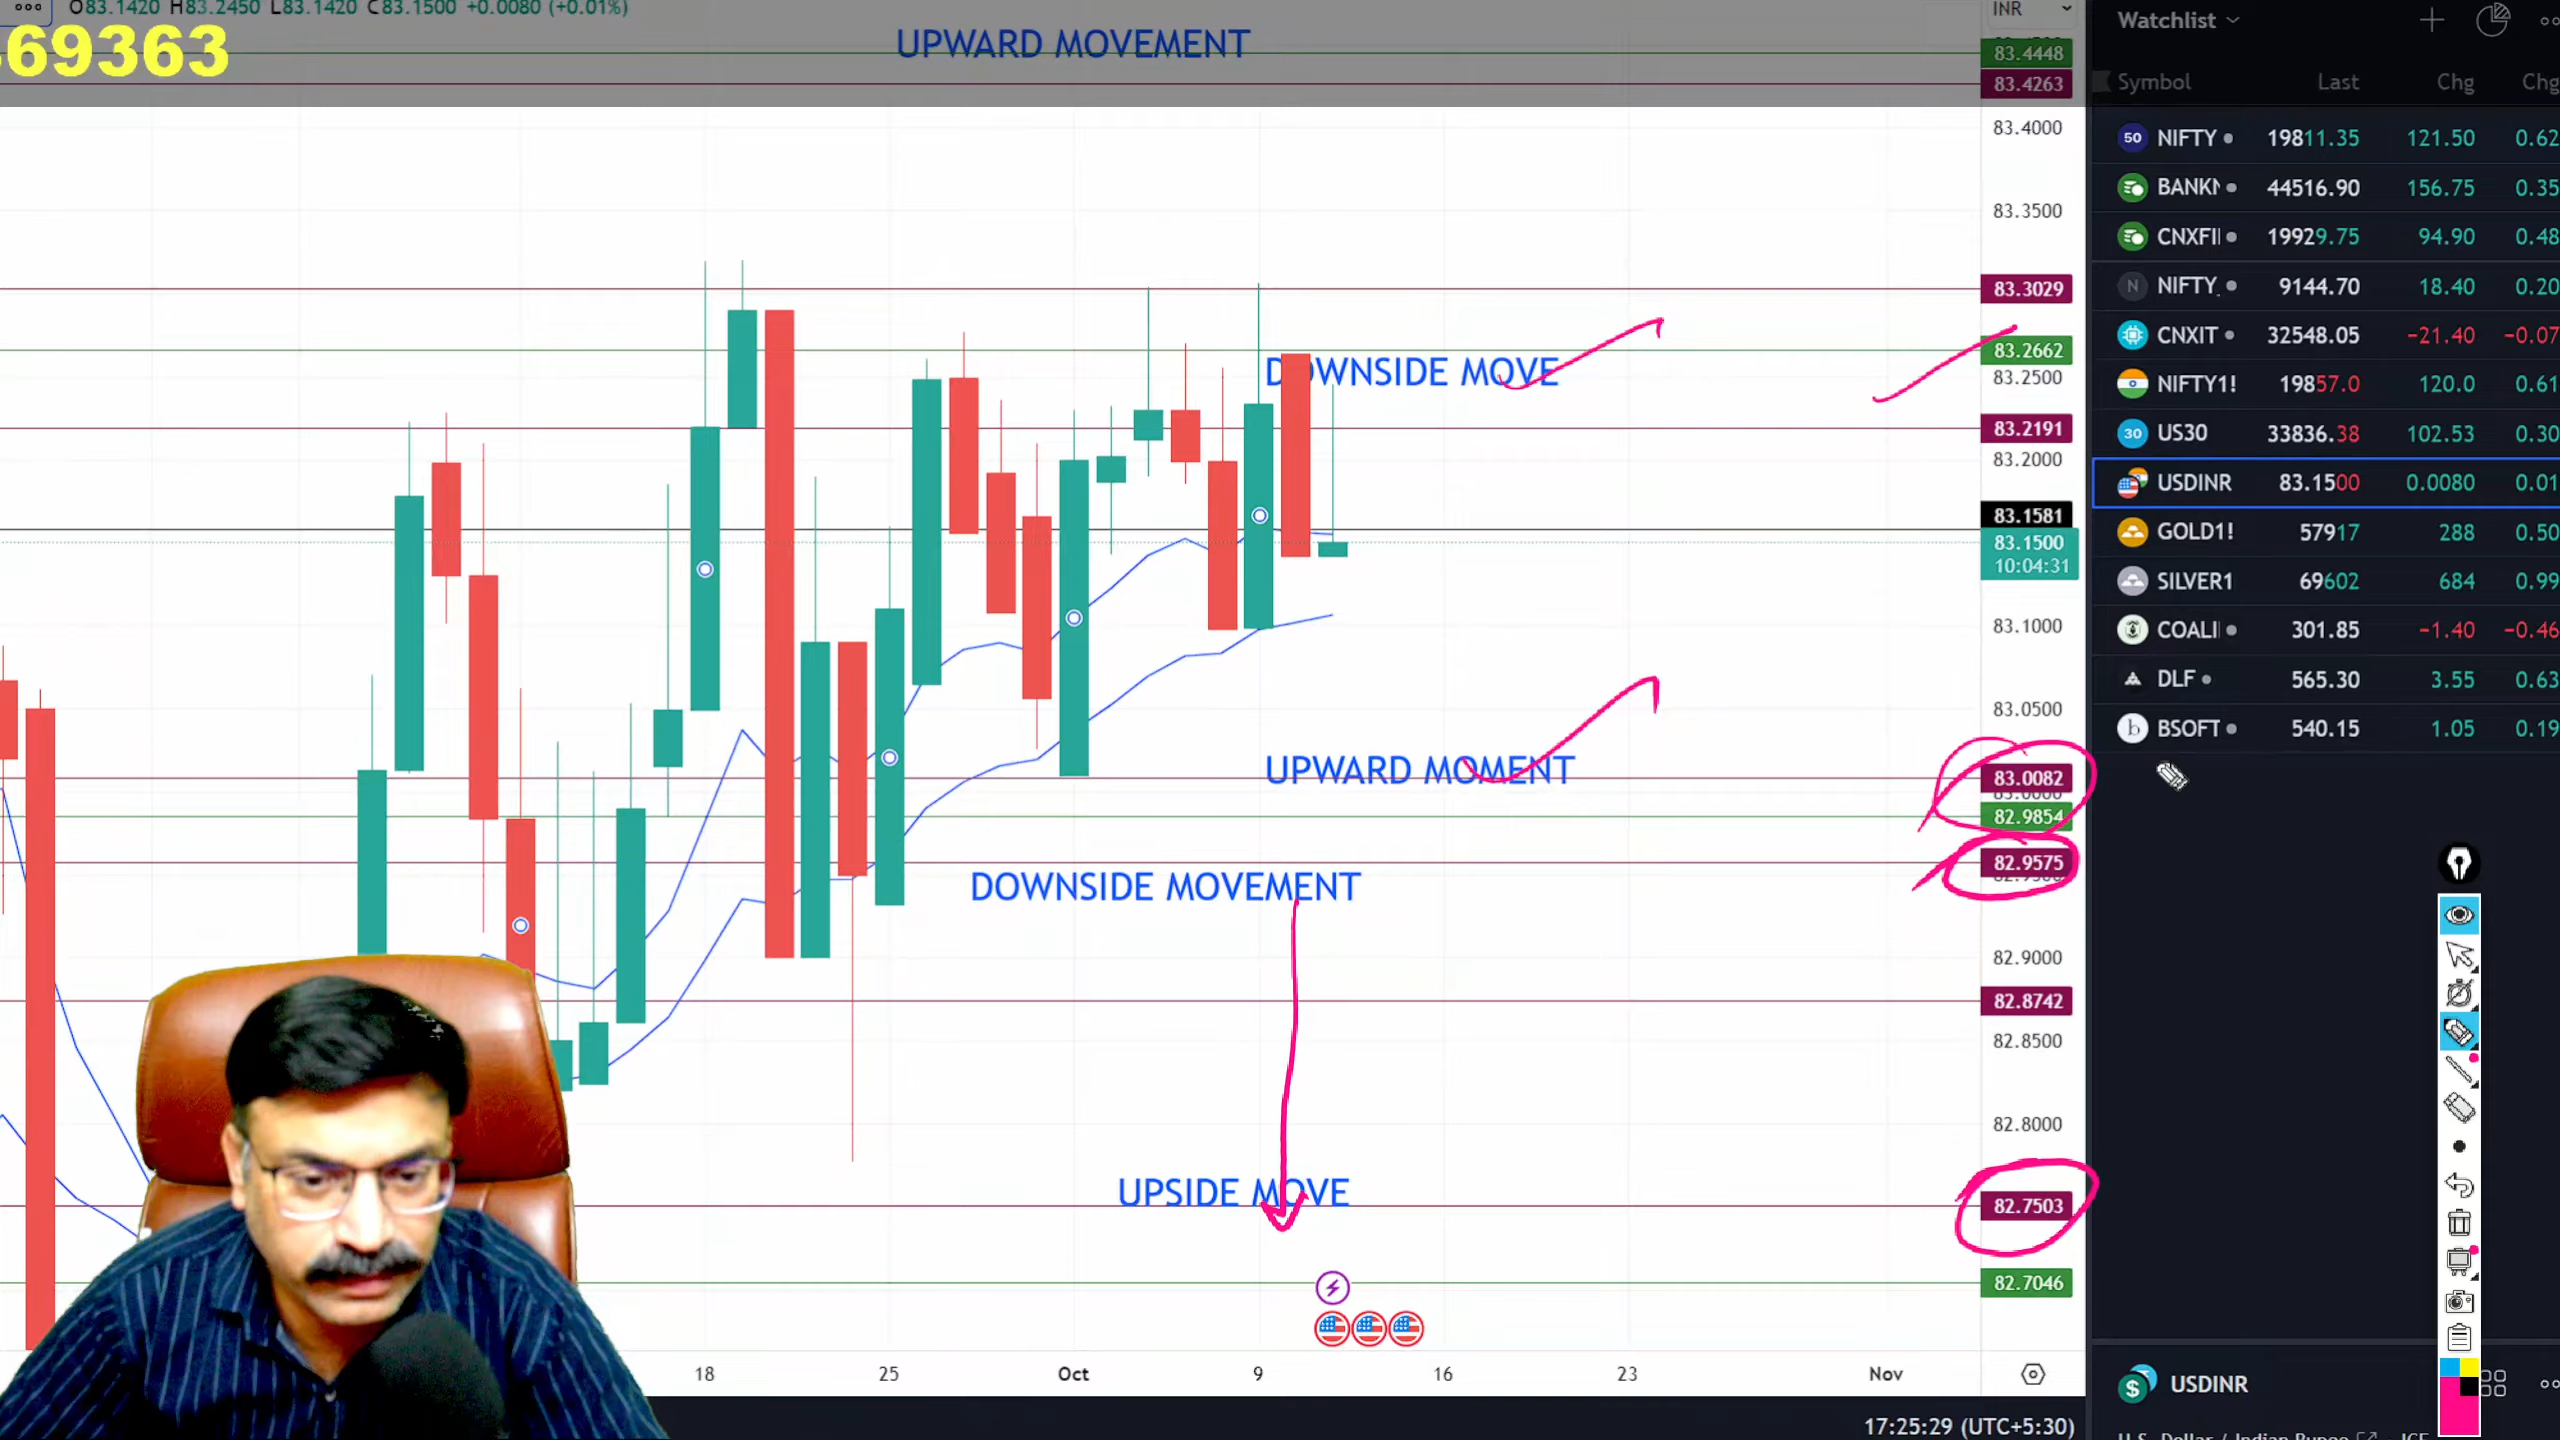 O83.1420 H83.2450 L83.1420 C83.1500 +0.0080 (+0.01%)
69363
UPWARD MOVEMENT
INR
83.4448
83.4263
83.4000
83.3500
83.3029
83.2662
83.2500
83.2191
83.2000
83.1581
83.1500
10:04:31
83.1000
83.0500
83.0082
82.9854
82.9575
82.9000
82.8742
82.8500
82.8000
82.7503
82.7046
DOWNSIDE MOVE
UPWARD MOMENT
DOWNSIDE MOVEMENT
UPSIDE MOVE
18 25 Oct 9 16 23 Nov
17:25:29 (UTC+5:30)
Watchlist
Symbol Last Chg Chg
50 NIFTY 19811.35 121.50 0.62
BANKN 44516.90 156.75 0.35
CNXFI 19929.75 94.90 0.48
N NIFTY_ 9144.70 18.40 0.20
CNXIT 32548.05 −21.40 −0.07
NIFTY1! 19857.0 120.0 0.61
30 US30 33836.38 102.53 0.30
USDINR 83.1500 0.0080 0.01
GOLD1! 57917 288 0.50
SILVER1 69602 684 0.99
COALI 301.85 −1.40 −0.46
DLF 565.30 3.55 0.63
b BSOFT 540.15 1.05 0.19
USDINR